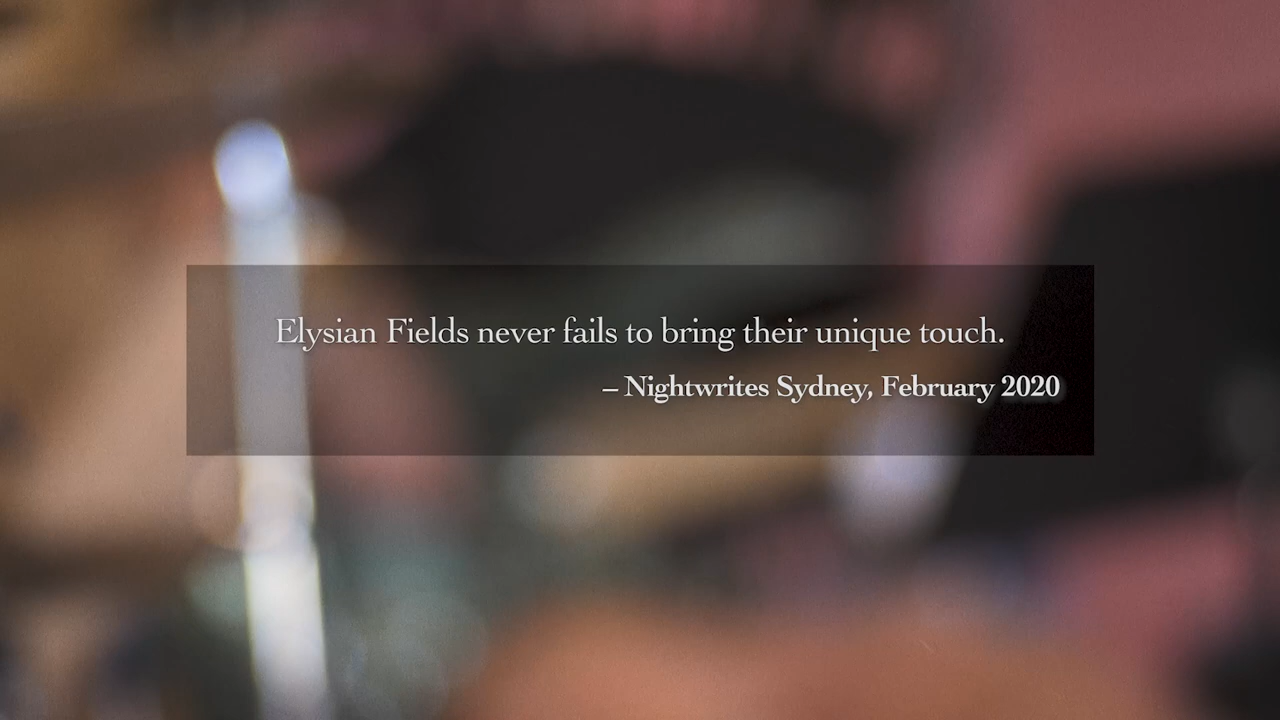 Elysian Fields never fails to bring their unique touch.
– Nightwrites Sydney, February 2020